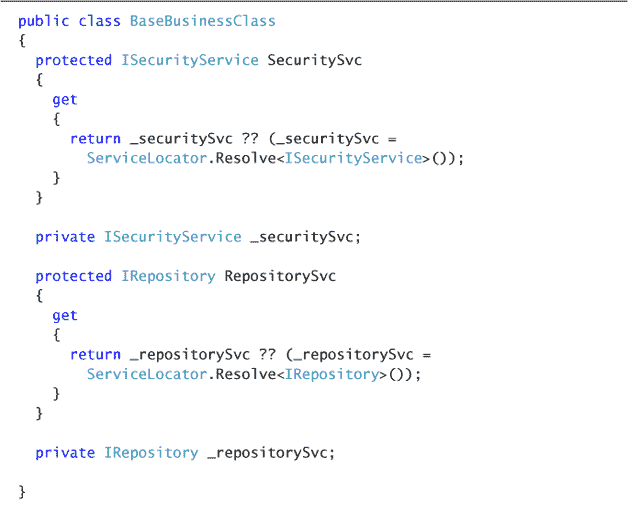 public class BaseBusinessClass
{
  protected ISecurityService SecuritySvc
  {
    get
    {
      return _securitySvc ?? (_securitySvc =
        ServiceLocator.Resolve<ISecurityService>());
    }
  }

  private ISecurityService _securitySvc;

  protected IRepository RepositorySvc
  {
    get
    {
      return _repositorySvc ?? (_repositorySvc =
        ServiceLocator.Resolve<IRepository>());
    }
  }

  private IRepository _repositorySvc;

}